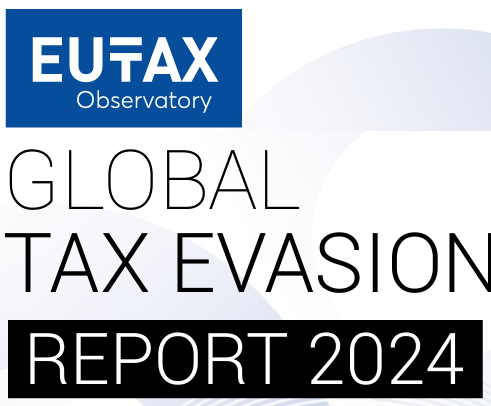 EUTAX
Observatory
GLOBAL
TAX EVASION
REPORT 2024